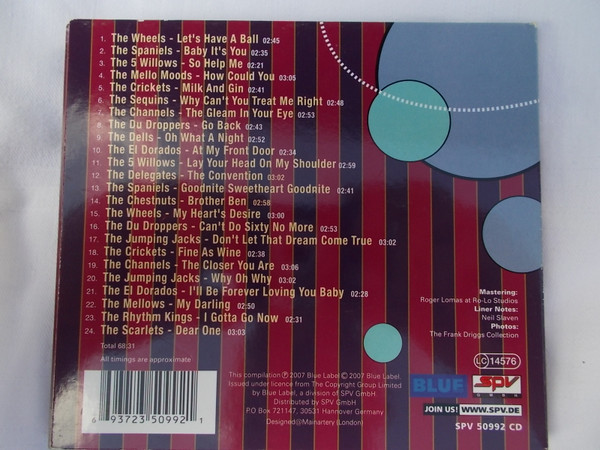 1. The Wheels - Let's Have A Ball 02:45
2. The Spaniels - Baby It's You 02:35
3. The 5 Willows - So Help Me 02:21
4. The Mello Moods - How Could You 03:05
5. The Crickets - Milk And Gin 02:41
6. The Sequins - Why Can't You Treat Me Right 02:48
7. The Channels - The Gleam In Your Eye 02:53
8. The Du Droppers - Go Back 02:43
9. The Dells - Oh What A Night 02:52
10. The El Dorados - At My Front Door 02:34
11. The 5 Willows - Lay Your Head On My Shoulder 02:59
12. The Delegates - The Convention 03:02
13. The Spaniels - Goodnite Sweetheart Goodnite 02:41
14. The Chestnuts - Brother Ben 02:58
15. The Wheels - My Heart's Desire 03:00
16. The Du Droppers - Can't Do Sixty No More 02:53
17. The Jumping Jacks - Don't Let That Dream Come True 03:02
18. The Crickets - Fine As Wine 02:38
19. The Channels - The Closer You Are 03:06
20. The Jumping Jacks - Why Oh Why 03:02
21. The El Dorados - I'll Be Forever Loving You Baby 02:28
22. The Mellows - My Darling 02:50
23. The Rhythm Kings - I Gotta Go Now 02:31
24. The Scarlets - Dear One 03:03
Total 68:31
All timings are approximate
Mastering:
Roger Lomas at Ro-Lo Studios
Liner Notes:
Neil Slaven
Photos:
The Frank Driggs Collection
LC 14576
BLUE SPV
GMBH
JOIN US! WWW.SPV.DE
SPV 50992 CD
This compilation ℗ 2007 Blue Label © 2007 Blue Label.
Issued under licence from The Copyright Group Limited
by Blue Label, a division of SPV GmbH
Distributed by SPV GmbH
PO Box 721147, 30531 Hannover Germany
Designed@Mainartery (London)
6 93723 50992 1